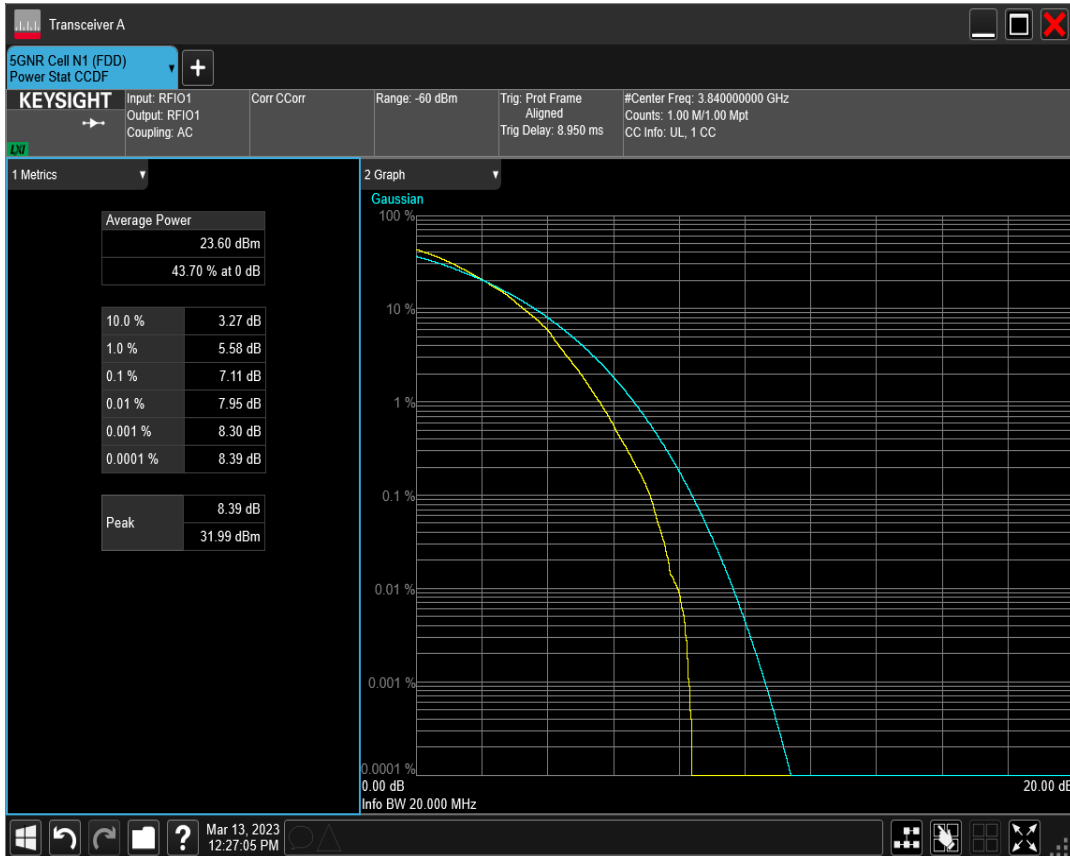 Transceiver A
5GNR Cell N1 (FDD)
Power Stat CCDF
KEYSIGHT
LXI
Input: RFIO1
Output: RFIO1
Coupling: AC
Corr CCorr
Range: -60 dBm
Trig: Prot Frame
Aligned
Trig Delay: 8.950 ms
#Center Freq: 3.840000000 GHz
Counts: 1.00 M/1.00 Mpt
CC Info: UL, 1 CC
1 Metrics
Average Power
23.60 dBm
43.70 % at 0 dB
10.0 % 3.27 dB
1.0 % 5.58 dB
0.1 % 7.11 dB
0.01 % 7.95 dB
0.001 % 8.30 dB
0.0001 % 8.39 dB
Peak
8.39 dB
31.99 dBm
2 Graph
Gaussian
100 %
10 %
1 %
0.1 %
0.01 %
0.001 %
0.0001 %
0.00 dB 20.00 dB
Info BW 20.000 MHz
?
Mar 13, 2023
12:27:05 PM